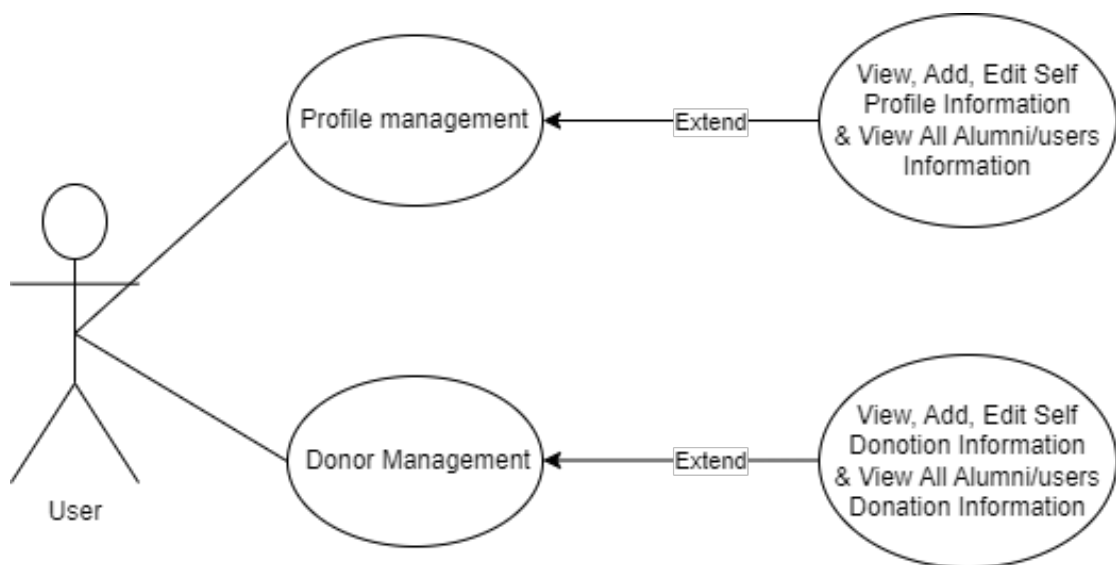 Profile management
Extend
View, Add, Edit Self
Profile Information
& View All Alumni/users
Information
User
Donor Management
Extend
View, Add, Edit Self
Donotion Information
& View All Alumni/users
Donation Information